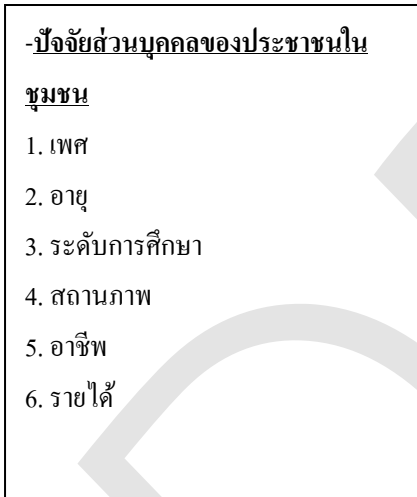 -ปัจจัยส่วนบุคคลของประชาชนใน
ชุมชน
1. เพศ
2. อายุ
3. ระดับการศึกษา
4. สถานภาพ
5. อาชีพ
6. รายได้